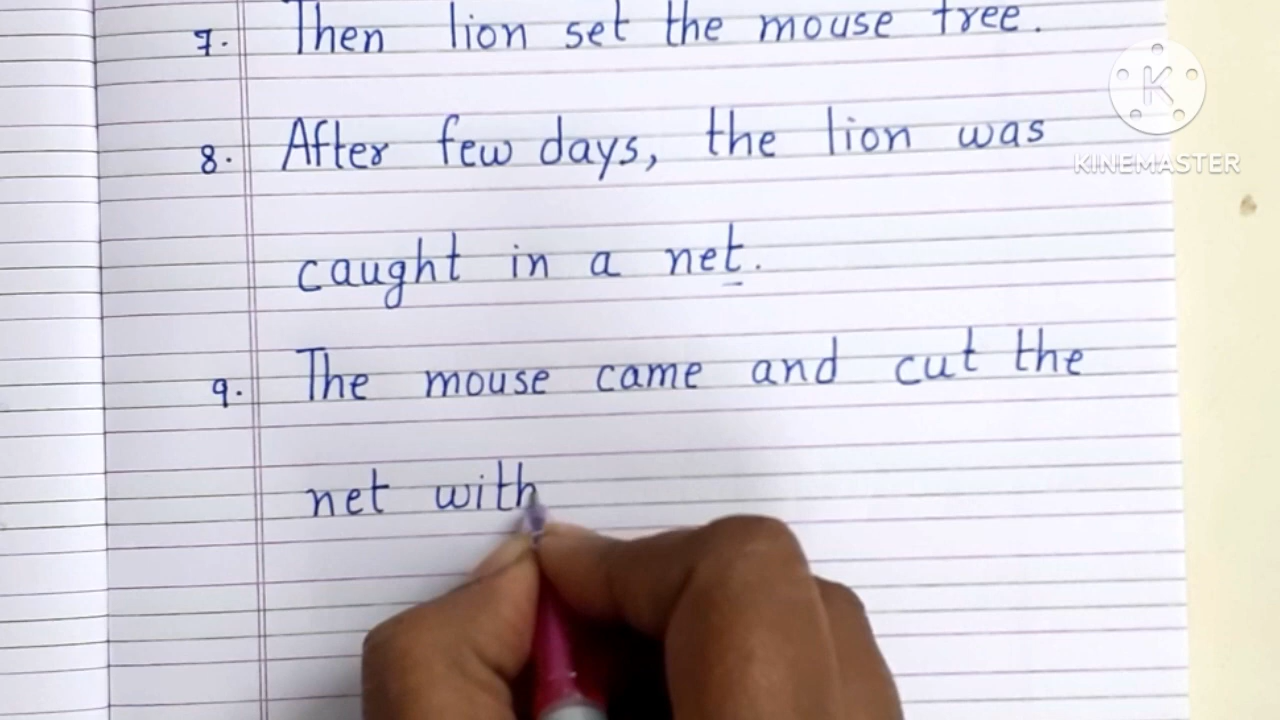 7. Then lion set the mouse free.
8. After few days, the lion was
caught in a net.
9. The mouse came and cut the
net with
K
KINEMASTER